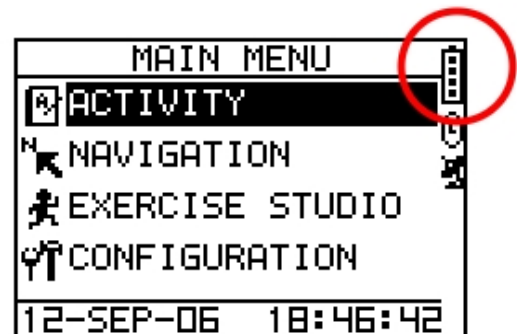 MAIN MENU
ACTIVITY
NAVIGATION
EXERCISE STUDIO
CONFIGURATION
12-SEP-06 18:46:42